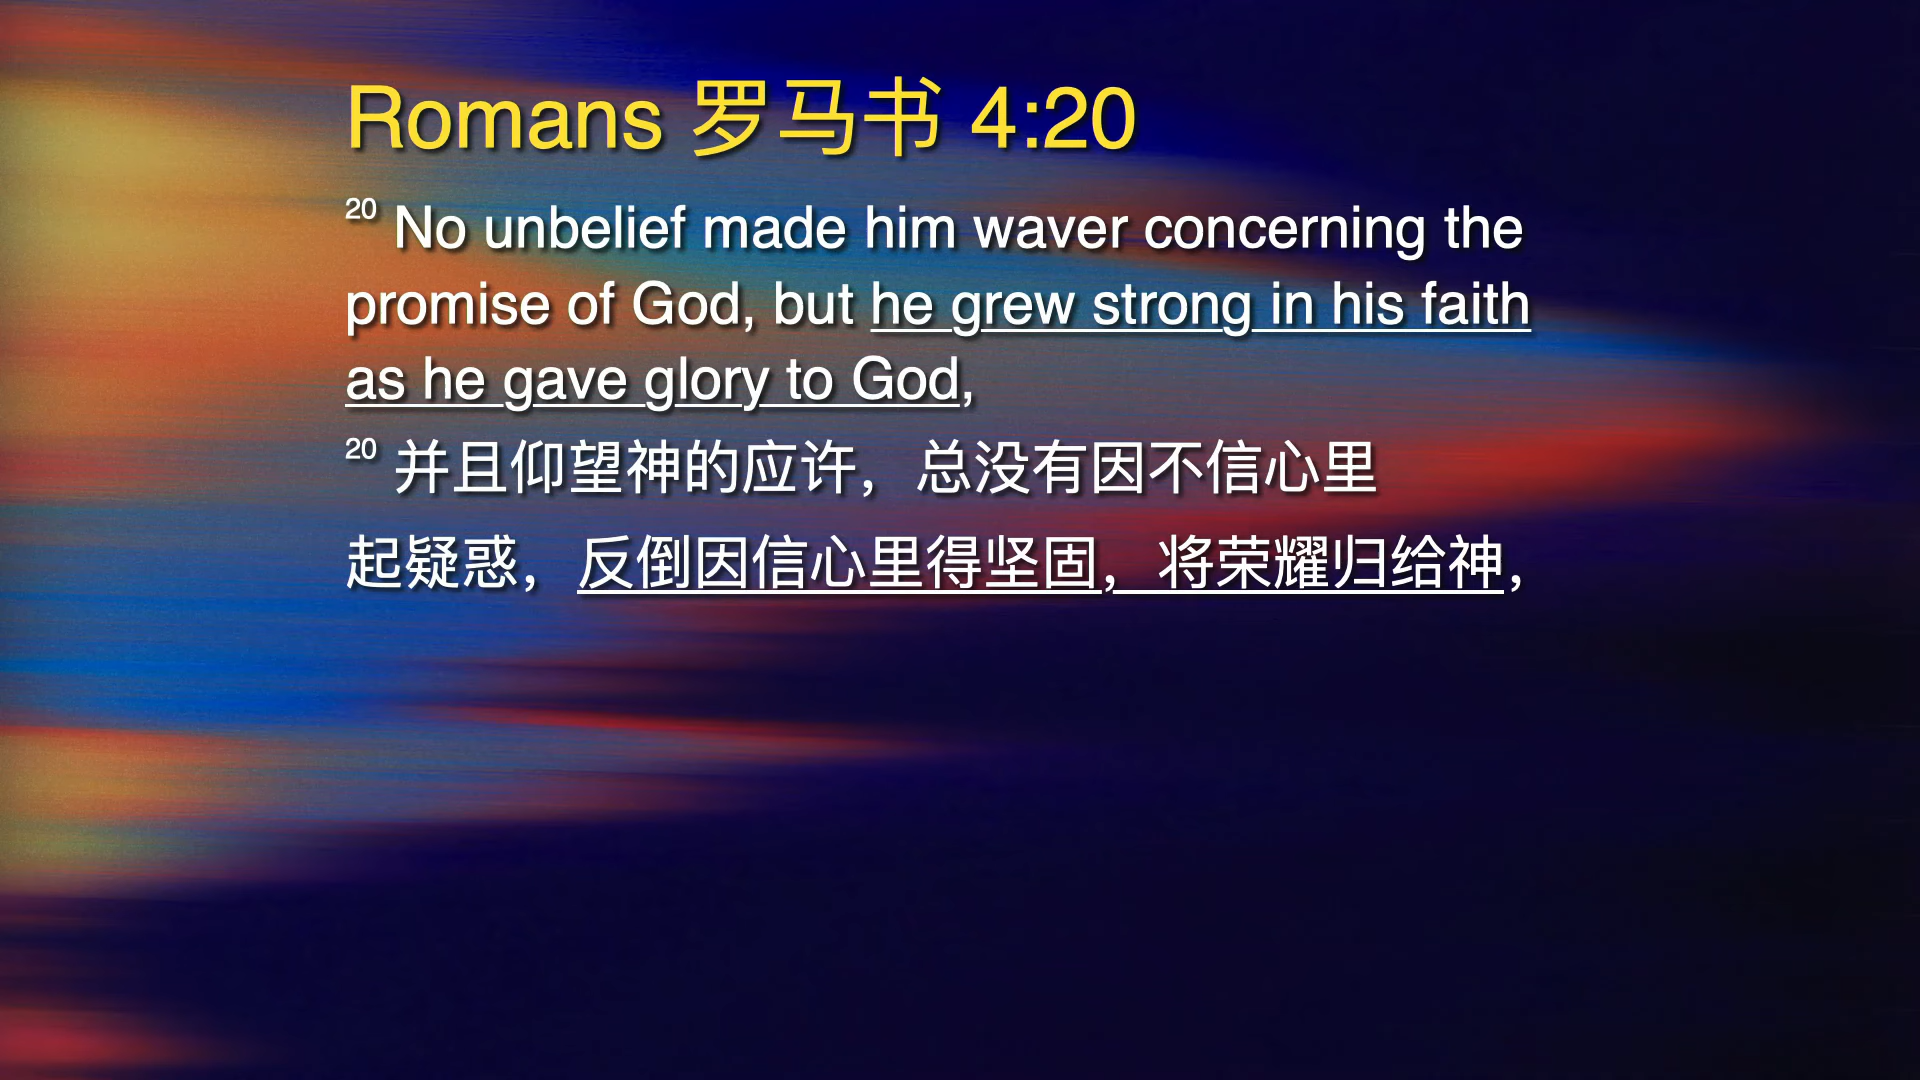 Romans 罗马书 4:20
20 No unbelief made him waver concerning the
promise of God, but he grew strong in his faith
as he gave glory to God,
20 并且仰望神的应许，总没有因不信心里
起疑惑，反倒因信心里得坚固，将荣耀归给神，